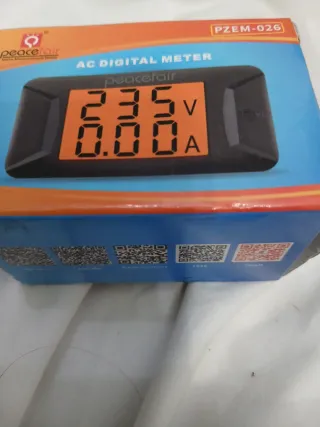 PZEM-026
peacefair
AC DIGITAL METER
peacefair
235 V
0.00 A